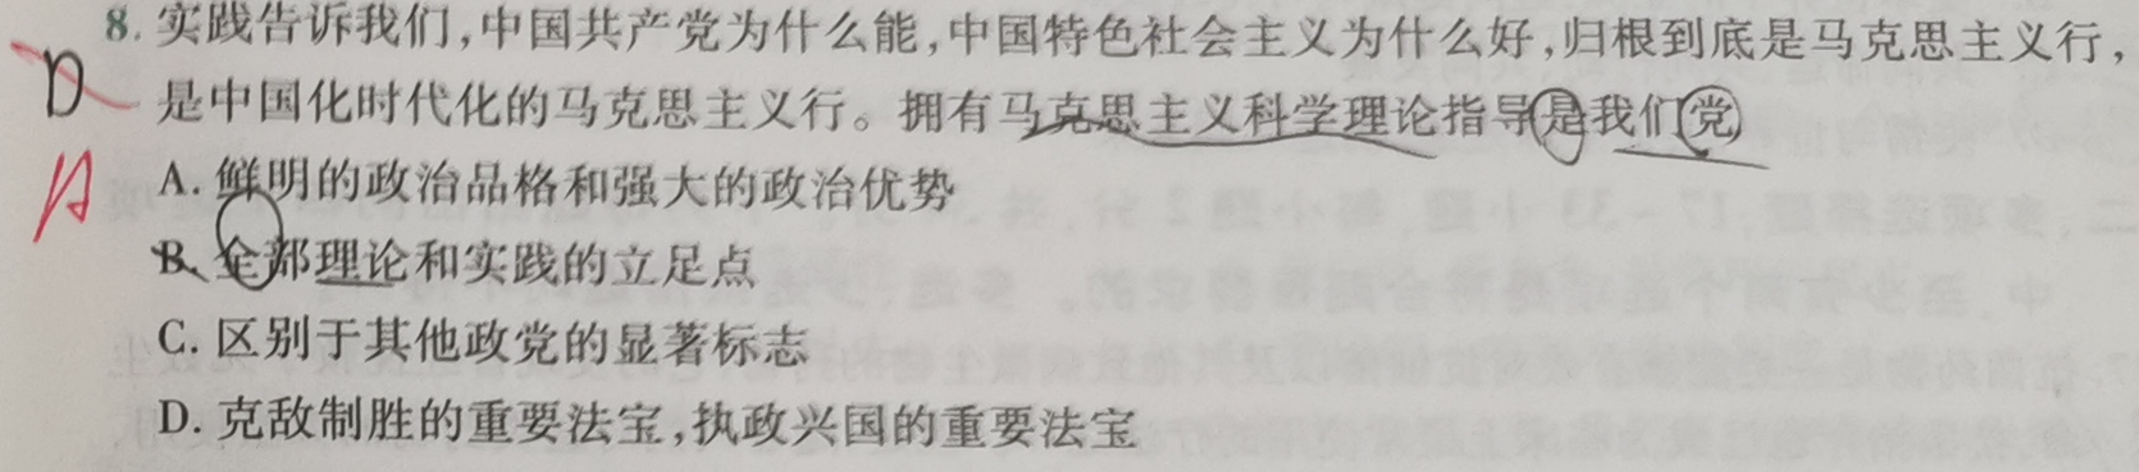 8. 实践告诉我们,中国共产党为什么能,中国特色社会主义为什么好,归根到底是马克思主义行,
D 是中国化时代化的马克思主义行。拥有马克思主义科学理论指导是我们党
A A. 鲜明的政治品格和强大的政治优势
B. 全部理论和实践的立足点
C. 区别于其他政党的显著标志
D. 克敌制胜的重要法宝,执政兴国的重要法宝